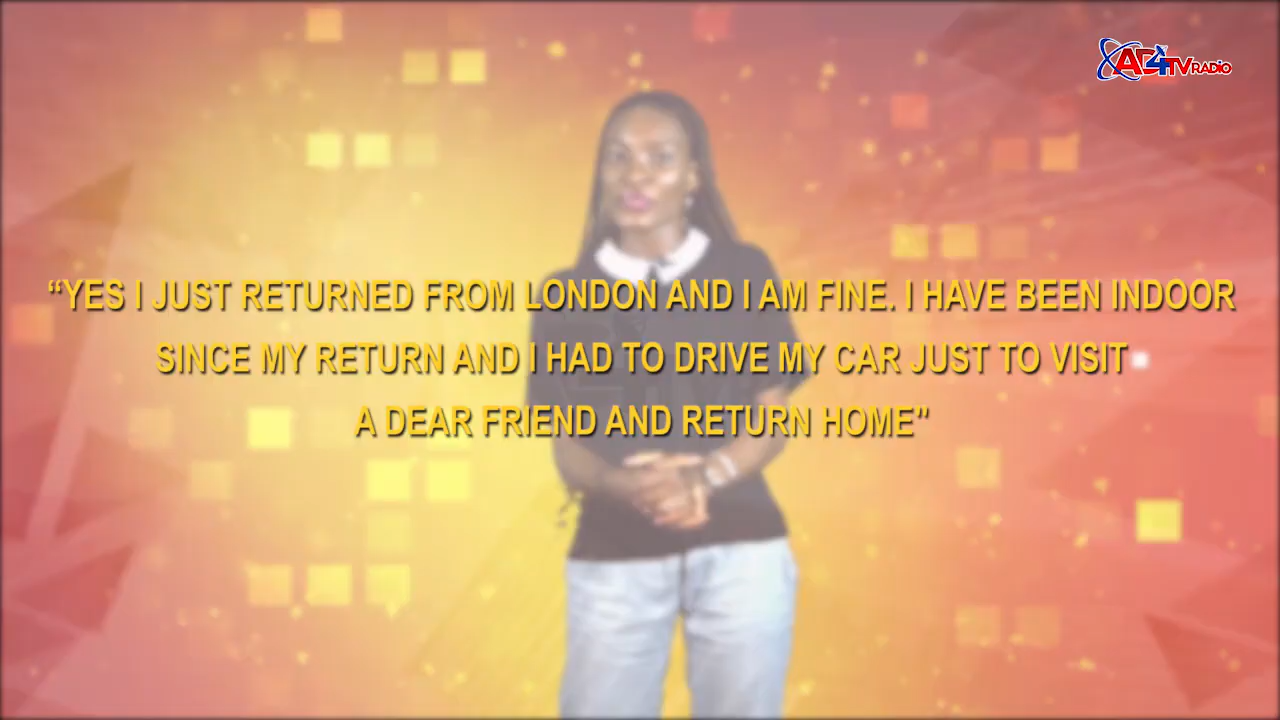 AD4TV RADIO
“YES I JUST RETURNED FROM LONDON AND I AM FINE. I HAVE BEEN INDOOR
SINCE MY RETURN AND I HAD TO DRIVE MY CAR JUST TO VISIT
A DEAR FRIEND AND RETURN HOME"